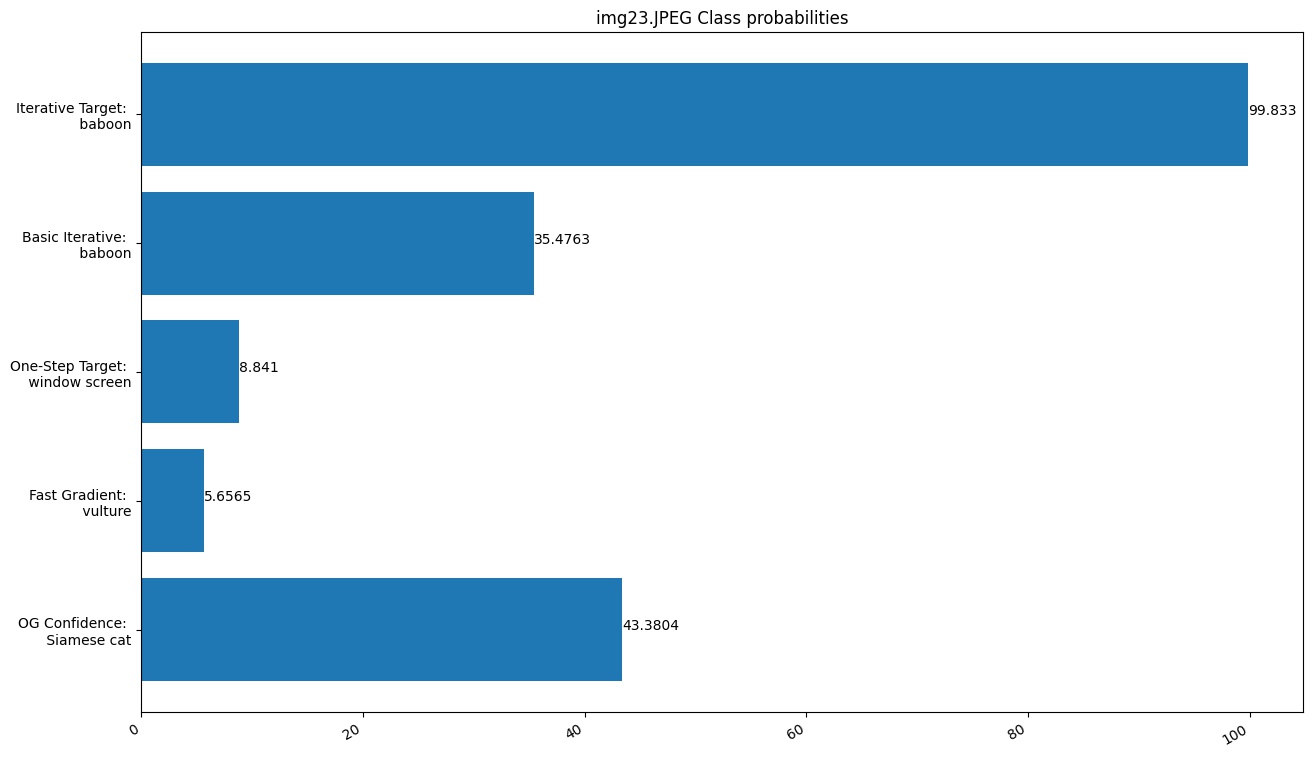 img23.JPEG Class probabilities
Iterative Target:
baboon
99.833
Basic Iterative:
baboon
35.4763
One-Step Target:
window screen
8.841
Fast Gradient:
vulture
5.6565
OG Confidence:
Siamese cat
43.3804
0 20 40 60 80 100